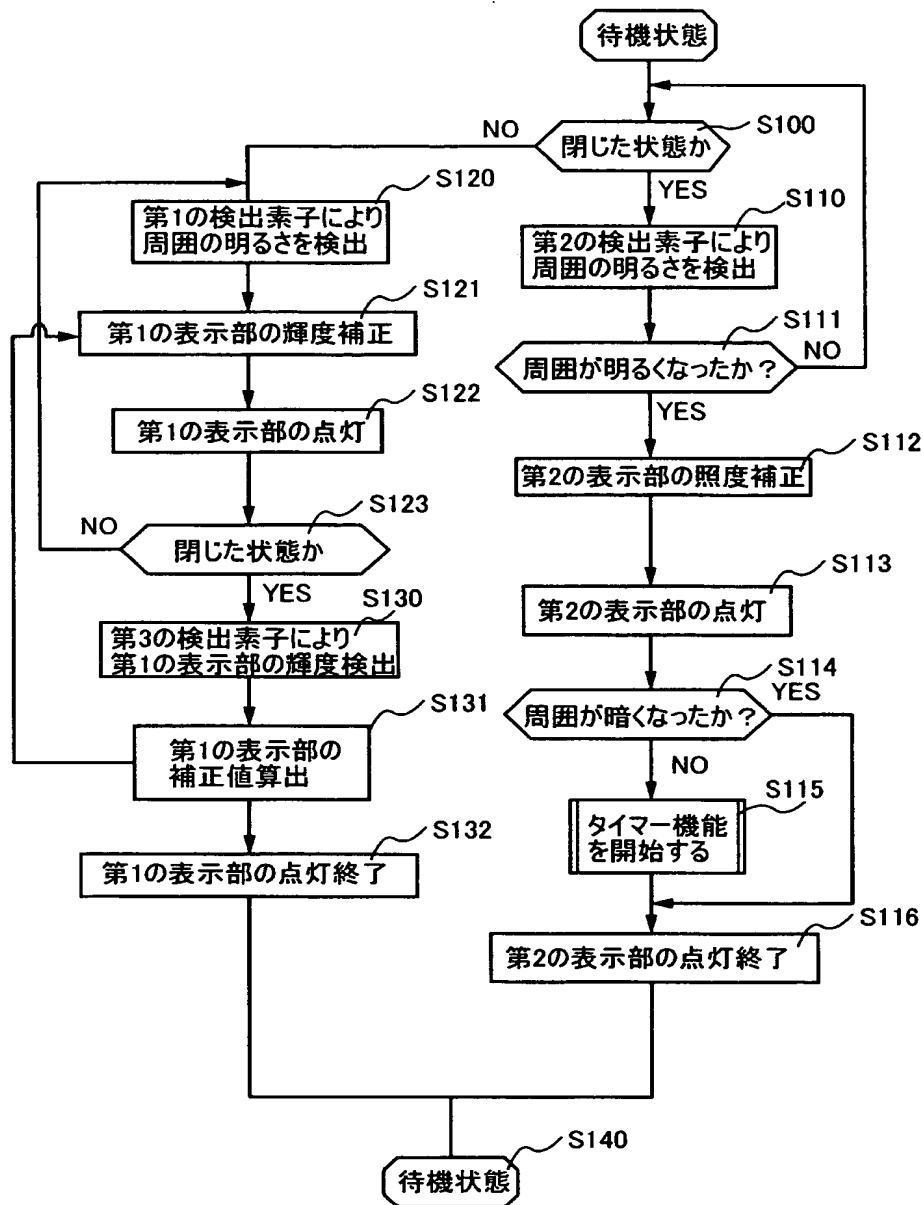 待機状態
S100
閉じた状態か
NO
YES
S110
第2の検出素子により
周囲の明るさを検出
S111
周囲が明るくなったか？
NO
YES
S112
第2の表示部の照度補正
S113
第2の表示部の点灯
S114
周囲が暗くなったか？
YES
NO
S115
タイマー機能
を開始する
S116
第2の表示部の点灯終了
S120
第1の検出素子により
周囲の明るさを検出
S121
第1の表示部の輝度補正
S122
第1の表示部の点灯
S123
閉じた状態か
NO
YES
S130
第3の検出素子により
第1の表示部の輝度検出
S131
第1の表示部の
補正値算出
S132
第1の表示部の点灯終了
S140
待機状態